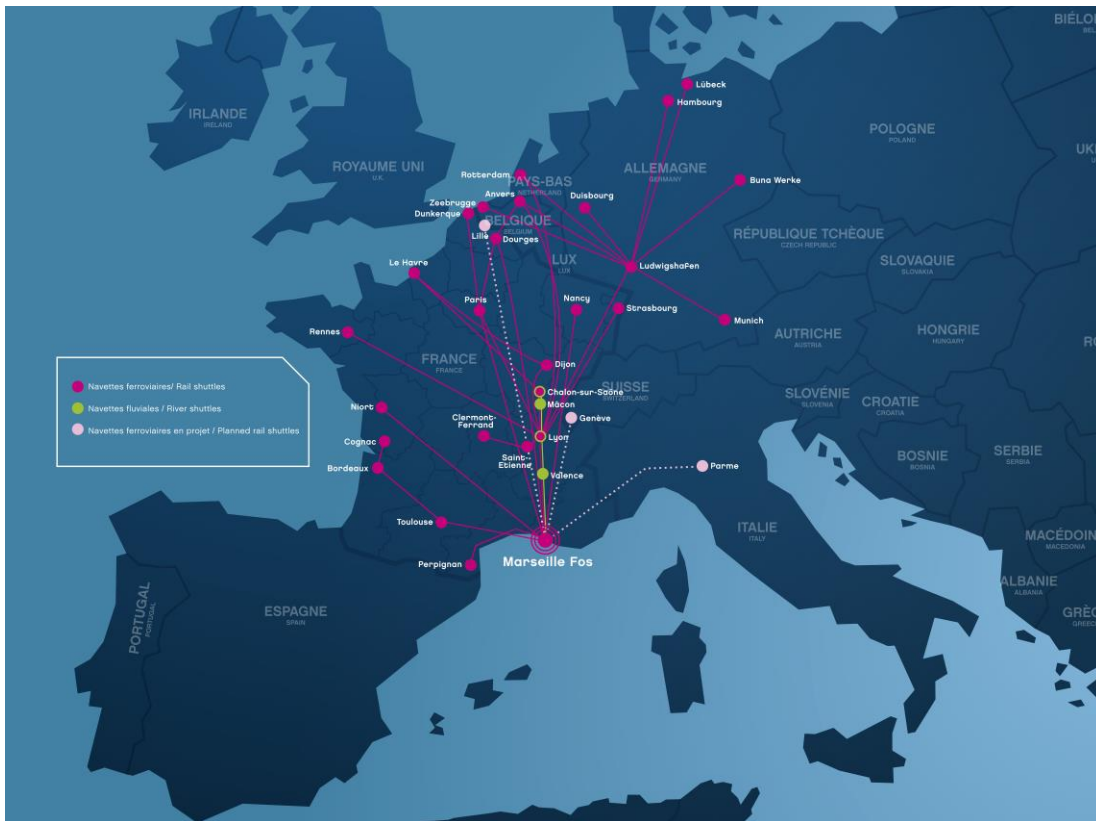 BIÉLO
BEL
Lübeck
Hambourg
IRLANDE
IRELAND
POLOGNE
POLAND
UK
U
ROYAUME UNI
U.K.
Rotterdam
PAYS-BAS
NETHERLAND
ALLEMAGNE
GERMANY
Buna Werke
Anvers
Duisbourg
Zeebrugge
Dunkerque
BELGIQUE
BELGIUM
Lille
Dourges
RÉPUBLIQUE TCHÈQUE
CZECH REPUBLIC
SLOVAQUIE
SLOVAKIA
LUX
LUX
Le Havre
Ludwigshafen
Paris
Nancy
Strasbourg
Munich
Rennes
AUTRICHE
AUSTRIA
HONGRIE
HUNGARY
RO
FRANCE
FRANCE
Dijon
SUISSE
SWITZERLAND
Navettes ferroviaires/ Rail shuttles
Navettes fluviales / River shuttles
Navettes ferroviaires en projet / Planned rail shuttles
Chalon-sur-Saône
Mâcon
SLOVÉNIE
SLOVENIA
CROATIE
CROATIA
Niort
Clermont-
Ferrand
Genève
Cognac
Lyon
BOSNIE
BOSNIA
SERBIE
SERBIA
Saint-
Etienne
Bordeaux
Valence
Parme
Toulouse
ITALIE
ITALY
MACÉDOIN
MACEDONIA
Perpignan
Marseille Fos
ALBANIE
ALBANIA
PORTUGAL
PORTUGAL
ESPAGNE
SPAIN
GRÈC
GREECE